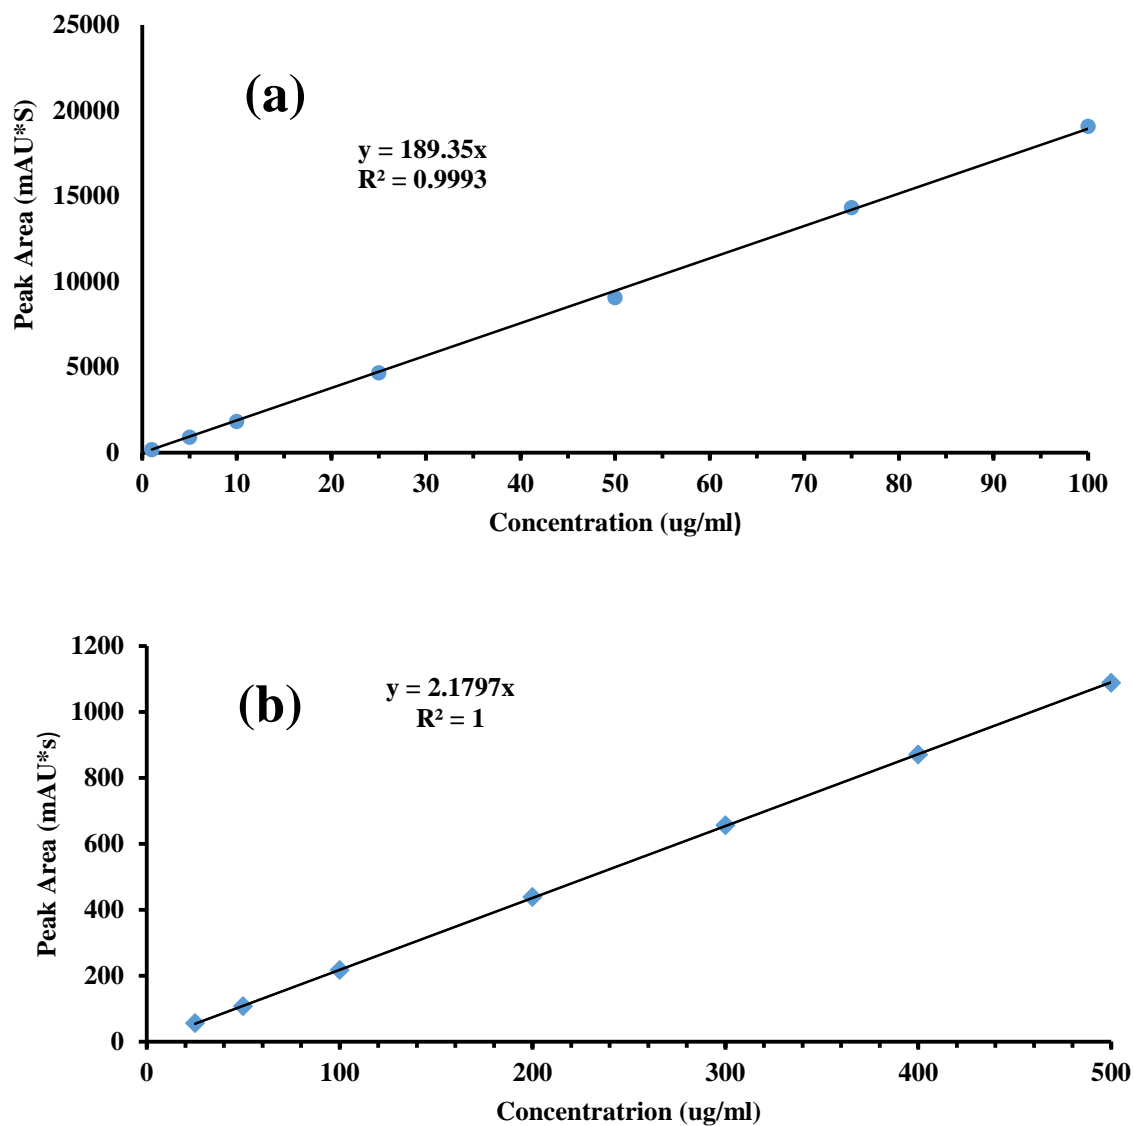 25000
20000
15000
10000
5000
0
Peak Area (mAU*S)
(a)
y = 189.35x
R² = 0.9993
0 10 20 30 40 50 60 70 80 90 100
Concentration (ug/ml)
1200
1000
800
600
400
200
0
Peak Area (mAU*s)
(b)
y = 2.1797x
R² = 1
0 100 200 300 400 500
Concentratrion (ug/ml)